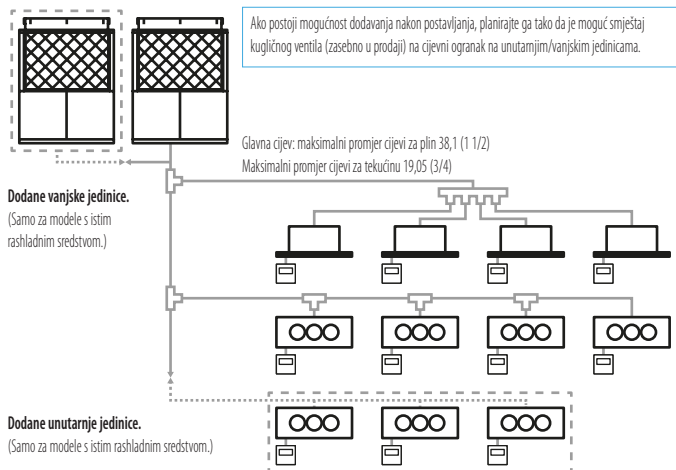 Ako postoji mogućnost dodavanja nakon postavljanja, planirajte ga tako da je moguć smještaj
kugličnog ventila (zasebno u prodaji) na cijevni ogranak na unutarnjim/vanjskim jedinicama.
Glavna cijev: maksimalni promjer cijevi za plin 38,1 (1 1/2)
Maksimalni promjer cijevi za tekućinu 19,05 (3/4)
Dodane vanjske jedinice.
(Samo za modele s istim
rashladnim sredstvom.)
Dodane unutarnje jedinice.
(Samo za modele s istim rashladnim sredstvom.)